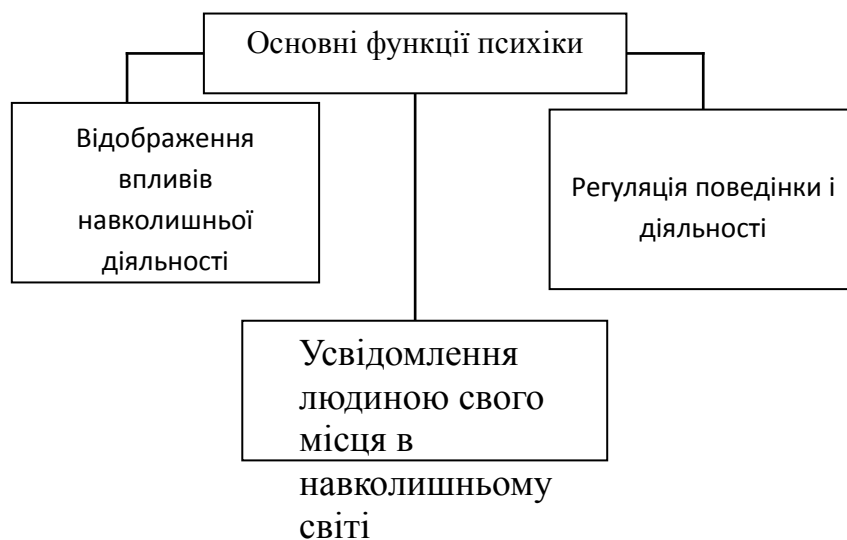 Основні функції психіки
Відображення
впливів
навколишньої
діяльності
Регуляція поведінки і
діяльності
Усвідомлення
людиною свого
місця в
навколишньому
світі